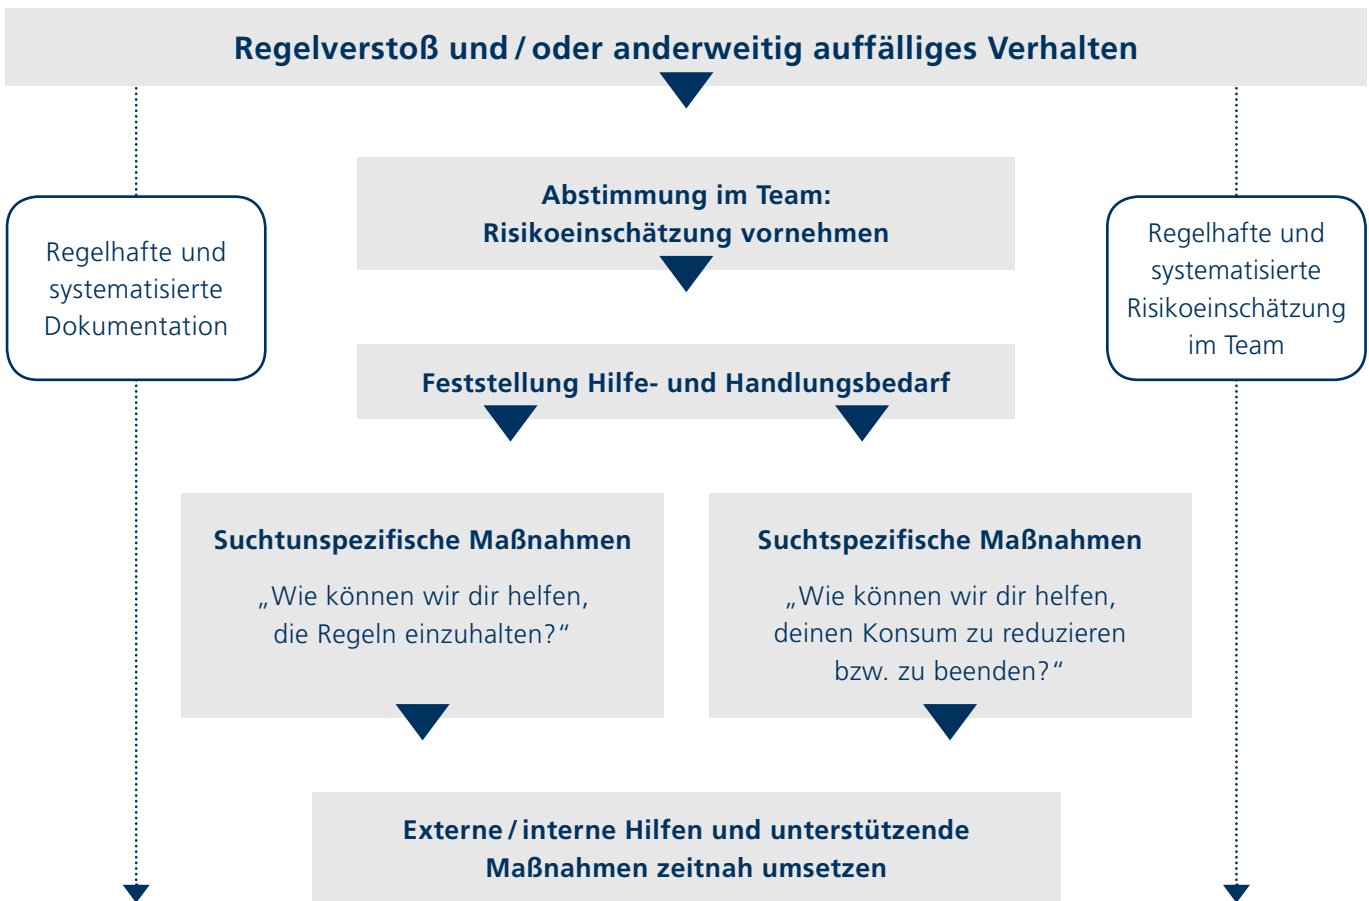 Regelverstoß und / oder anderweitig auffälliges Verhalten
Abstimmung im Team:
Risikoeinschätzung vornehmen
Regelhafte und
systematisierte
Dokumentation
Regelhafte und
systematisierte
Risikoeinschätzung
im Team
Feststellung Hilfe- und Handlungsbedarf
Suchtunspezifische Maßnahmen
„Wie können wir dir helfen,
die Regeln einzuhalten?“
Suchtspezifische Maßnahmen
„Wie können wir dir helfen,
deinen Konsum zu reduzieren
bzw. zu beenden?“
Externe / interne Hilfen und unterstützende
Maßnahmen zeitnah umsetzen